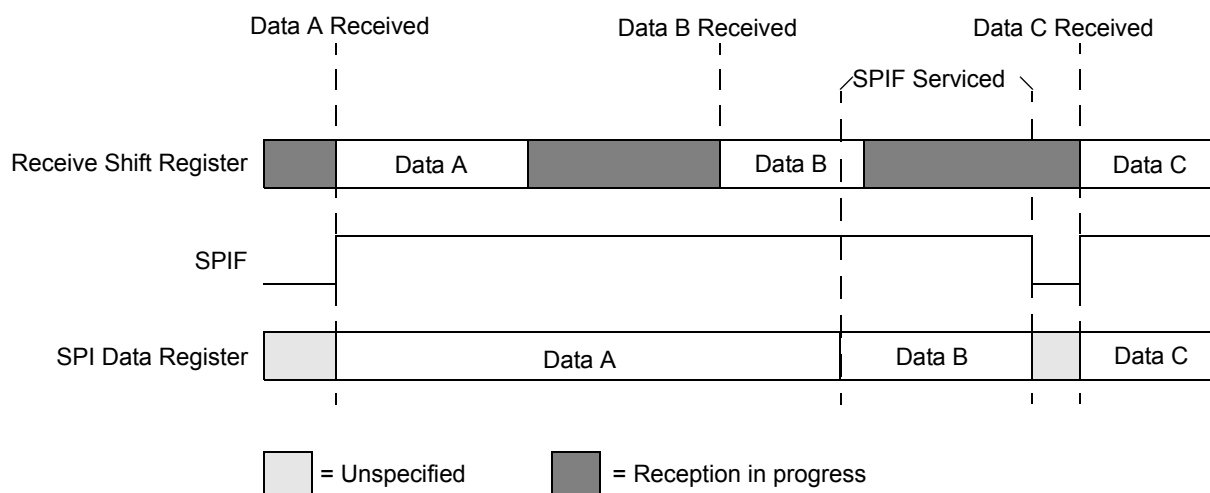 Data A Received
Data B Received
Data C Received
SPIF Serviced
Receive Shift Register
Data A
Data B
Data C
SPIF
SPI Data Register
Data A
Data B
Data C
= Unspecified
= Reception in progress